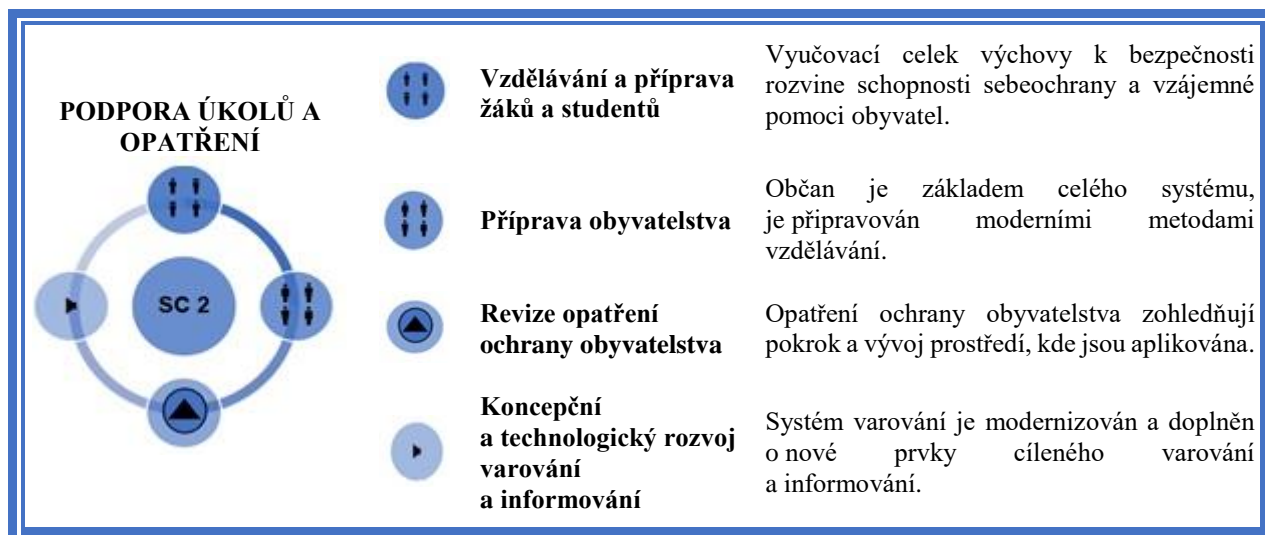 PODPORA ÚKOLŮ A
OPATŘENÍ
SC 2
Vzdělávání a příprava
žáků a studentů
Vyučovací celek výchovy k bezpečnosti
rozvine schopnosti sebeochrany a vzájemné
pomoci obyvatel.
Příprava obyvatelstva
Občan je základem celého systému,
je připravován moderními metodami
vzdělávání.
Revize opatření
ochrany obyvatelstva
Opatření ochrany obyvatelstva zohledňují
pokrok a vývoj prostředí, kde jsou aplikována.
Koncepční
a technologický rozvoj
varování
a informování
Systém varování je modernizován a doplněn
o nové prvky cíleného varování
a informování.